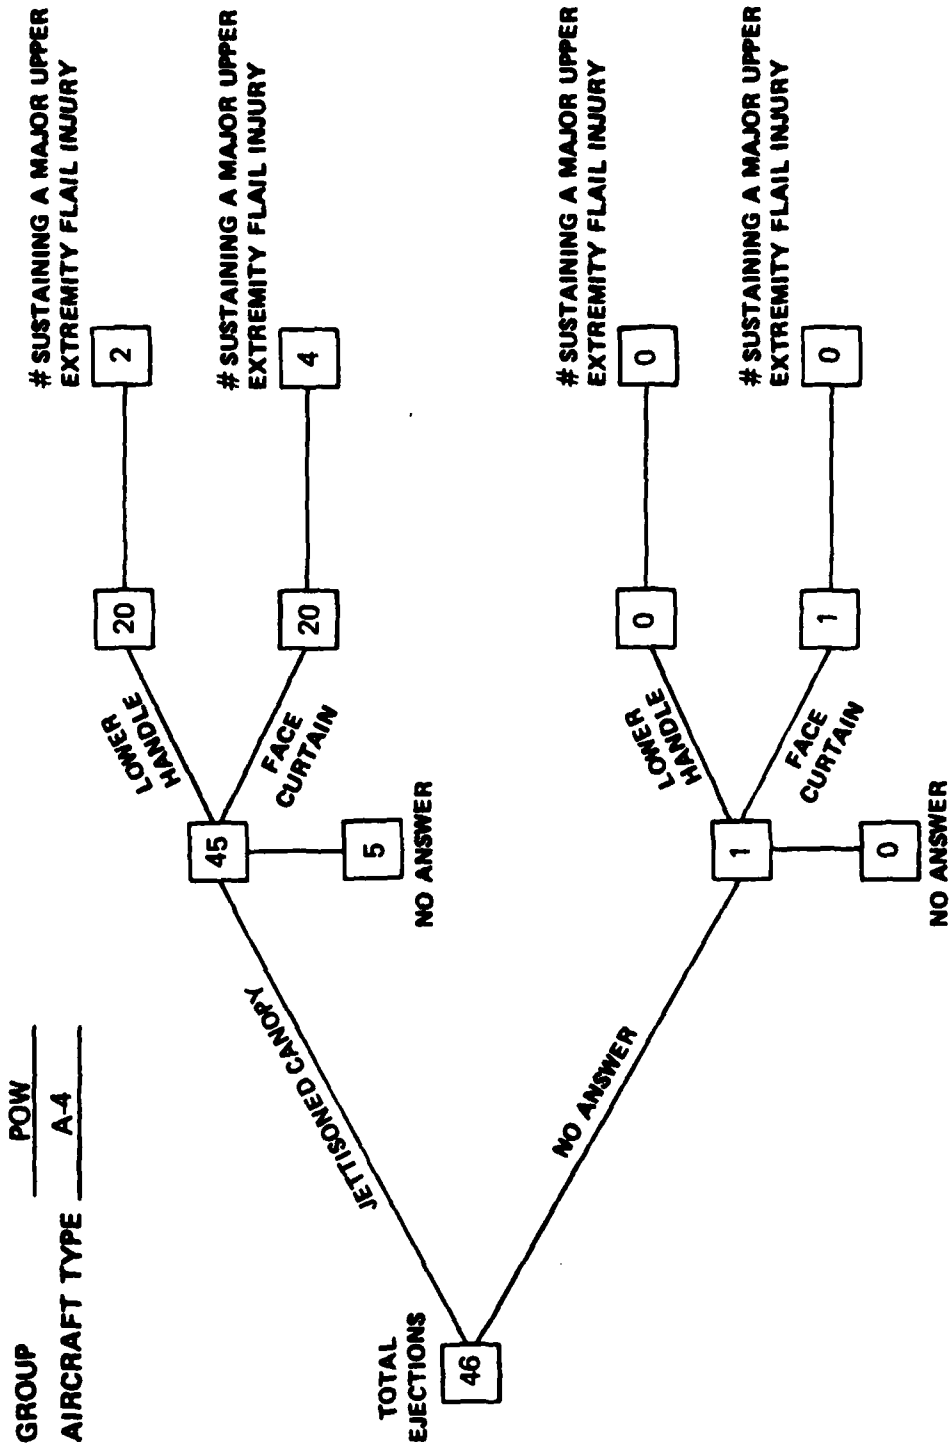 GROUP POW
AIRCRAFT TYPE A-4
TOTAL
EJECTIONS
46
JETTISONED CANOPY
45
LOWER
HANDLE
20
# SUSTAINING A MAJOR UPPER
EXTREMITY FLAIL INJURY
2
FACE
CURTAIN
20
# SUSTAINING A MAJOR UPPER
EXTREMITY FLAIL INJURY
4
5
NO ANSWER
NO ANSWER
1
LOWER
HANDLE
0
# SUSTAINING A MAJOR UPPER
EXTREMITY FLAIL INJURY
0
FACE
CURTAIN
1
# SUSTAINING A MAJOR UPPER
EXTREMITY FLAIL INJURY
0
0
NO ANSWER